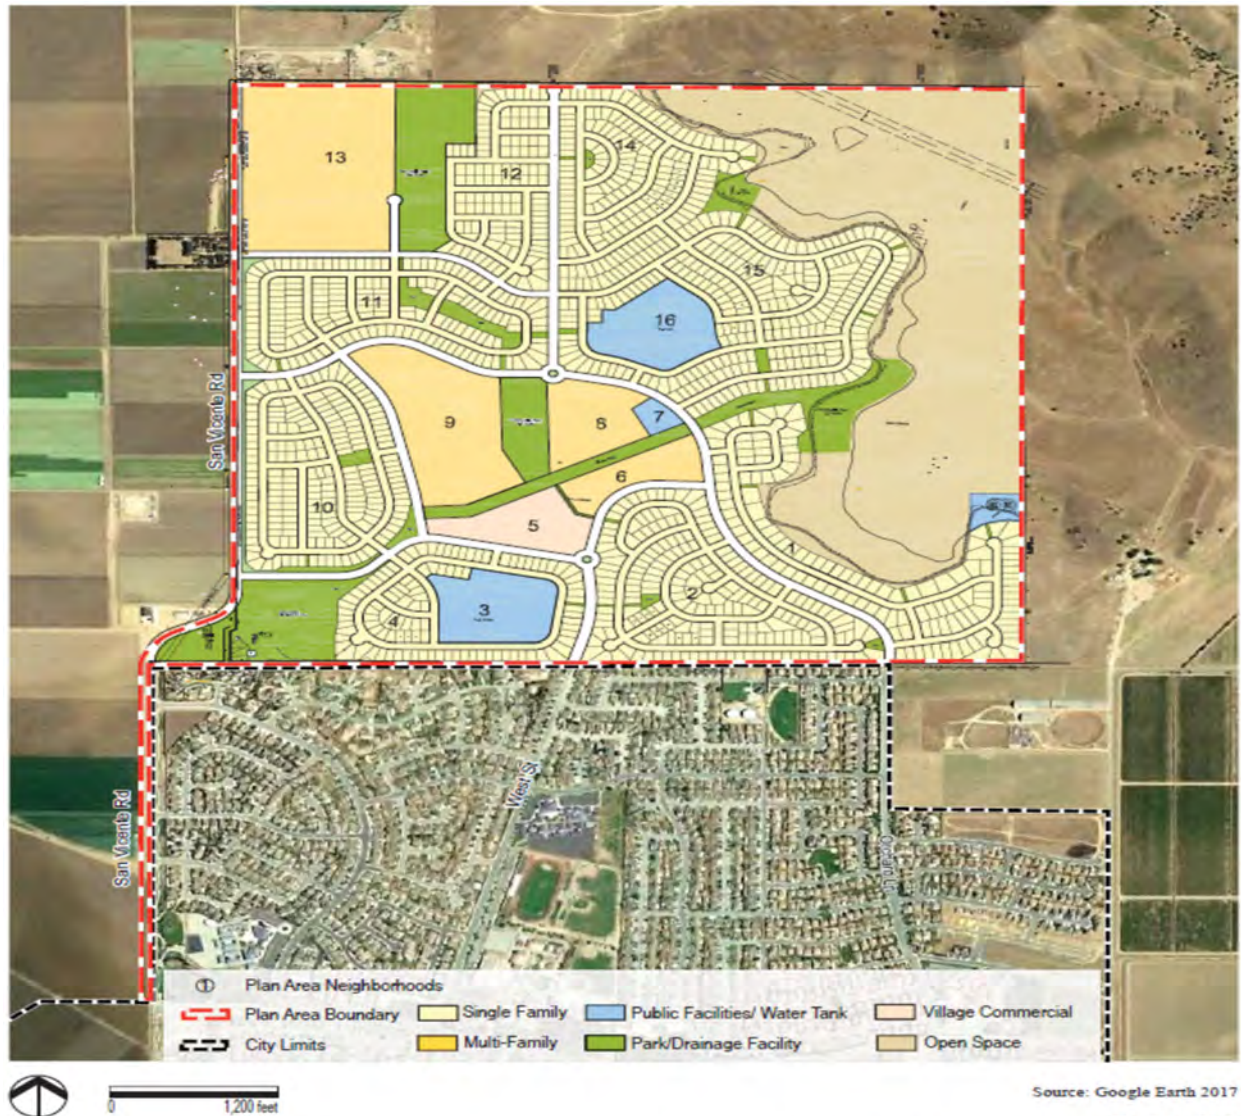 13
14
12
15
11
16
San Vicente Rd
9
8
7
6
10
5
1
2
3
4
West St
San Vicente Rd
① Plan Area Neighborhoods
Plan Area Boundary
Single Family
Public Facilities/ Water Tank
Village Commercial
City Limits
Multi-Family
Park/Drainage Facility
Open Space
0 1,200 feet
Source: Google Earth 2017